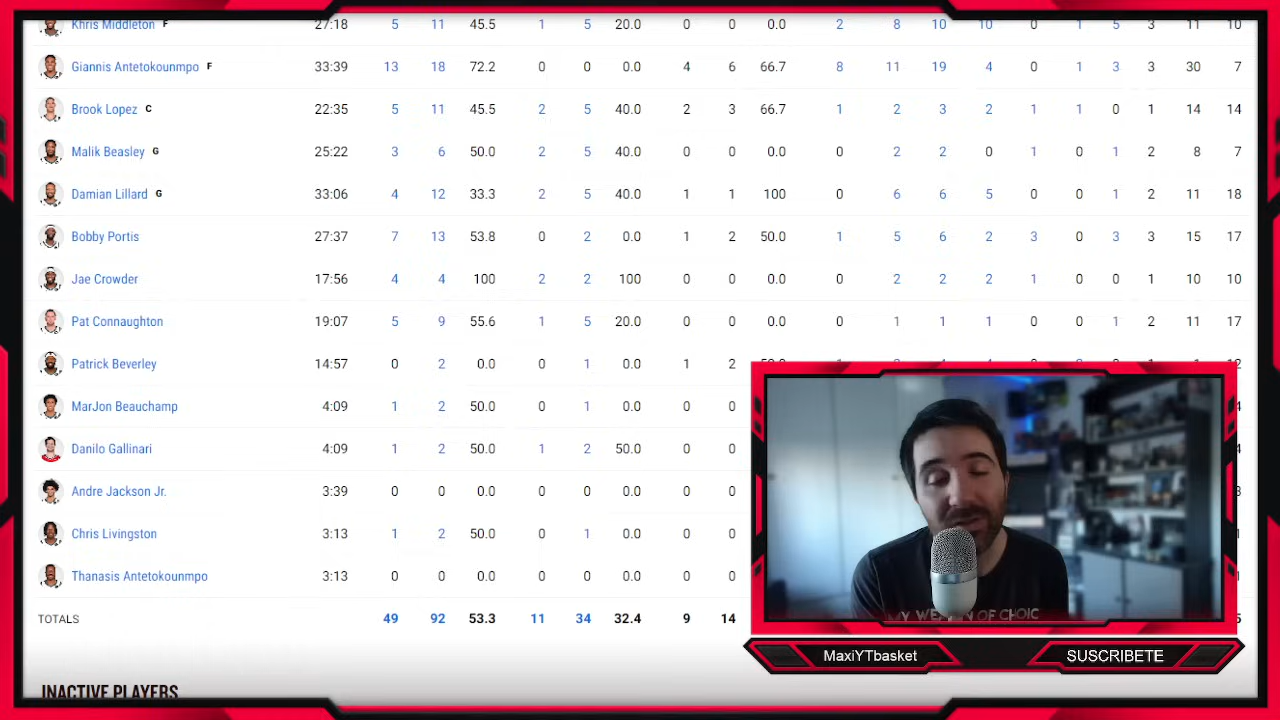 Khris Middleton F 27:18 5 11 45.5 1 5 20.0 0 0 0.0 2 8 10 10 0 1 5 3 11 10
Giannis Antetokounmpo F 33:39 13 18 72.2 0 0 0.0 4 6 66.7 8 11 19 4 0 1 3 3 30 7
Brook Lopez C 22:35 5 11 45.5 2 5 40.0 2 3 66.7 1 2 3 2 1 1 0 1 14 14
Malik Beasley G 25:22 3 6 50.0 2 5 40.0 0 0 0.0 0 2 2 0 1 0 1 2 8 7
Damian Lillard G 33:06 4 12 33.3 2 5 40.0 1 1 100 0 6 6 5 0 0 1 2 11 18
Bobby Portis 27:37 7 13 53.8 0 2 0.0 1 2 50.0 1 5 6 2 3 0 3 3 15 17
Jae Crowder 17:56 4 4 100 2 2 100 0 0 0.0 0 2 2 2 1 0 0 1 10 10
Pat Connaughton 19:07 5 9 55.6 1 5 20.0 0 0 0.0 0 1 1 1 0 0 1 2 11 17
Patrick Beverley 14:57 0 2 0.0 0 1 0.0 1 2
MarJon Beauchamp 4:09 1 2 50.0 0 1 0.0 0 0
Danilo Gallinari 4:09 1 2 50.0 1 2 50.0 0 0
Andre Jackson Jr. 3:39 0 0 0.0 0 0 0.0 0 0
Chris Livingston 3:13 1 2 50.0 0 1 0.0 0 0
Thanasis Antetokounmpo 3:13 0 0 0.0 0 0 0.0 0 0
TOTALS 49 92 53.3 11 34 32.4 9 14
INACTIVE PLAYERS
MY WEAPON OF CHOIC
MaxiYTbasket
SUSCRIBETE